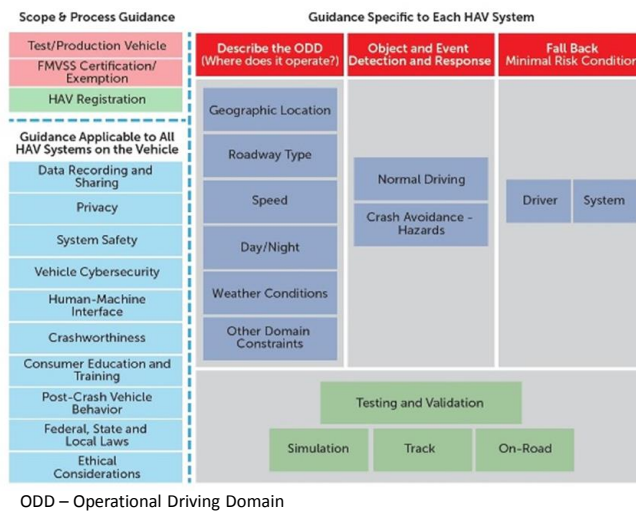 Scope & Process Guidance
Test/Production Vehicle
FMVSS Certification/
Exemption
HAV Registration
Guidance Applicable to All
HAV Systems on the Vehicle
Data Recording and
Sharing
Privacy
System Safety
Vehicle Cybersecurity
Human-Machine
Interface
Crashworthiness
Consumer Education and
Training
Post-Crash Vehicle
Behavior
Federal, State and
Local Laws
Ethical
Considerations
Guidance Specific to Each HAV System
Describe the ODD
(Where does it operate?)
Geographic Location
Roadway Type
Speed
Day/Night
Weather Conditions
Other Domain
Constraints
Object and Event
Detection and Response
Normal Driving
Crash Avoidance -
Hazards
Fall Back
Minimal Risk Condition
Driver
System
Testing and Validation
Simulation
Track
On-Road
ODD – Operational Driving Domain